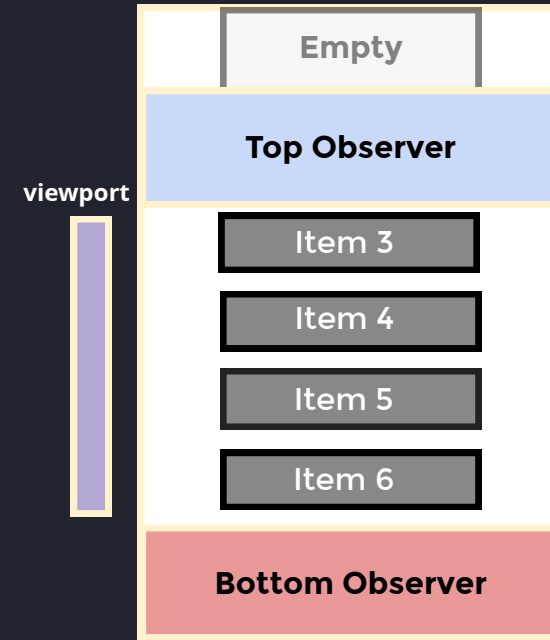 Empty
Top Observer
viewport
Item 3
Item 4
Item 5
Item 6
Bottom Observer